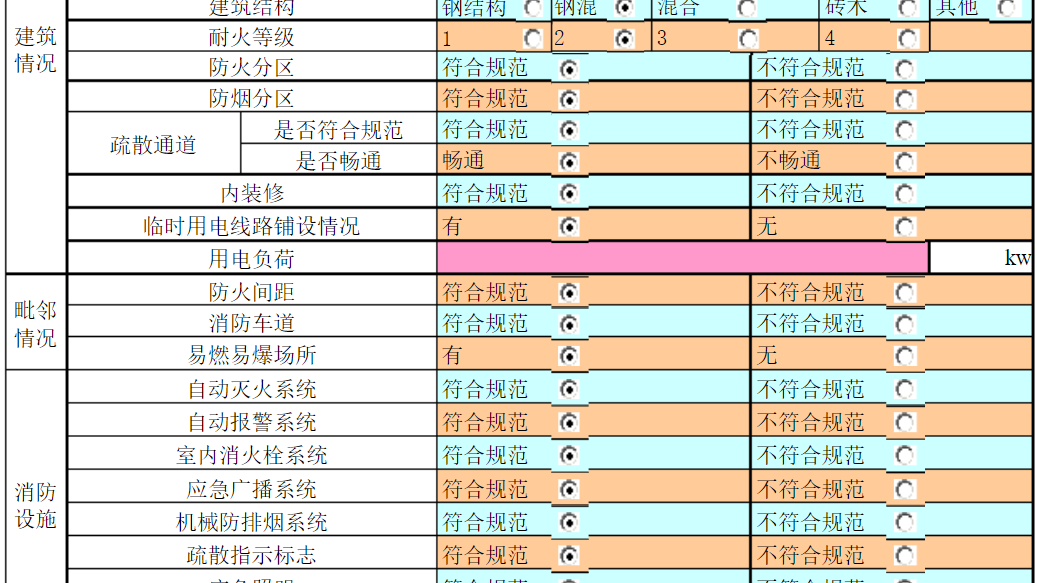 建筑结构 钢结构 钢混 混合 砖木 其他
建筑
情况
耐火等级 1 2 3 4
防火分区 符合规范 不符合规范
防烟分区 符合规范 不符合规范
疏散通道
是否符合规范 符合规范 不符合规范
是否畅通 畅通 不畅通
内装修 符合规范 不符合规范
临时用电线路铺设情况 有 无
用电负荷 kw
毗邻
情况
防火间距 符合规范 不符合规范
消防车道 符合规范 不符合规范
易燃易爆场所 有 无
消防
设施
自动灭火系统 符合规范 不符合规范
自动报警系统 符合规范 不符合规范
室内消火栓系统 符合规范 不符合规范
应急广播系统 符合规范 不符合规范
机械防排烟系统 符合规范 不符合规范
疏散指示标志 符合规范 不符合规范